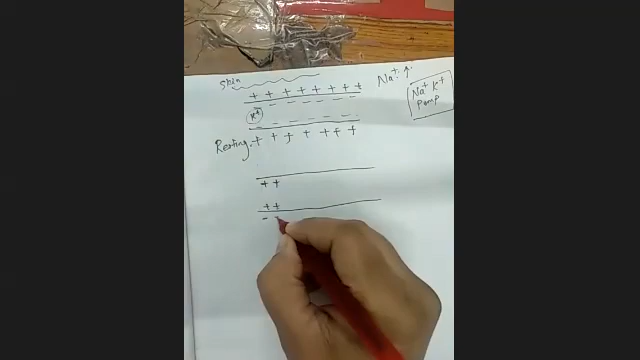 Skin
Na+ ↑
+ + + + + + + +
- - - - - - -
K+
- - - - - - -
Resting + + + + + + +
Na+ K+
Pump
+ +
+ +
- -